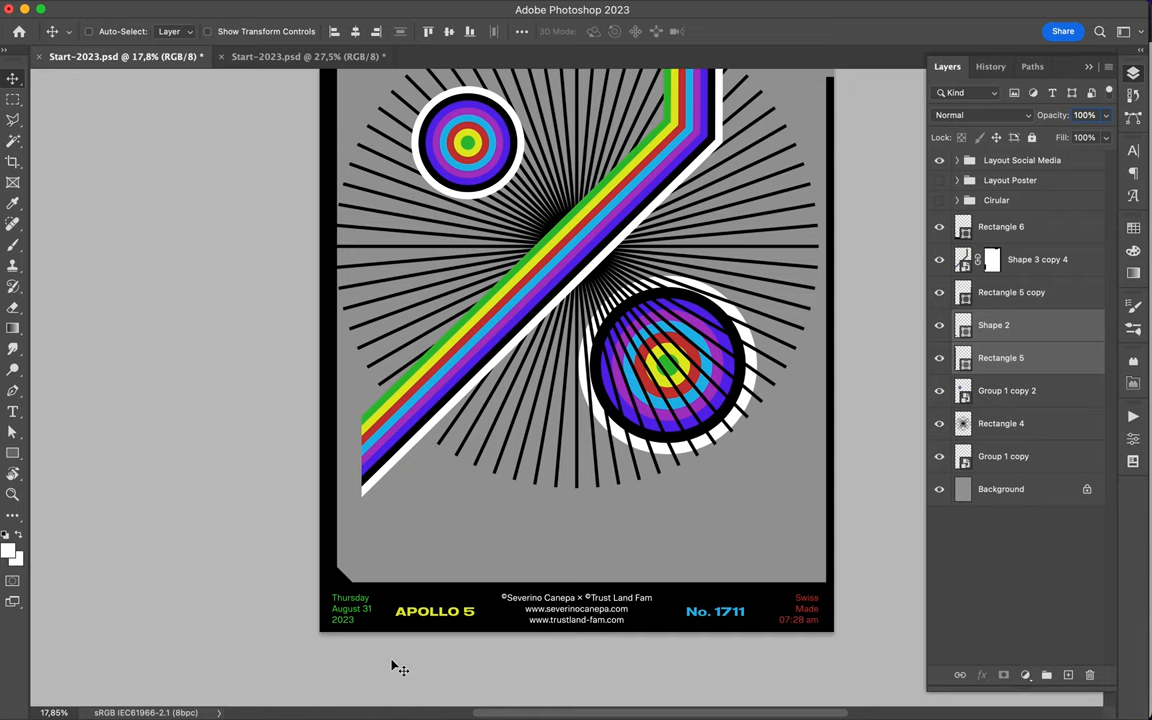 Adobe Photoshop 2023
Auto-Select: Layer Show Transform Controls 3D Mode: Share
Start-2023.psd @ 17,8% (RGB/8) * Start-2023.psd @ 27,5% (RGB/8) *
Layers History Paths
Kind
Normal Opacity: 100%
Lock: Fill: 100%
Layout Social Media
Layout Poster
Cirular
Rectangle 6
Shape 3 copy 4
Rectangle 5 copy
Shape 2
Rectangle 5
Group 1 copy 2
Rectangle 4
Group 1 copy
Background
Thursday
August 31
2023
APOLLO 5
©Severino Canepa × ©Trust Land Fam
www.severinocanepa.com
www.trustland-fam.com
No. 1711
Swiss
Made
07:28 am
17,85% sRGB IEC61966-2.1 (8bpc)